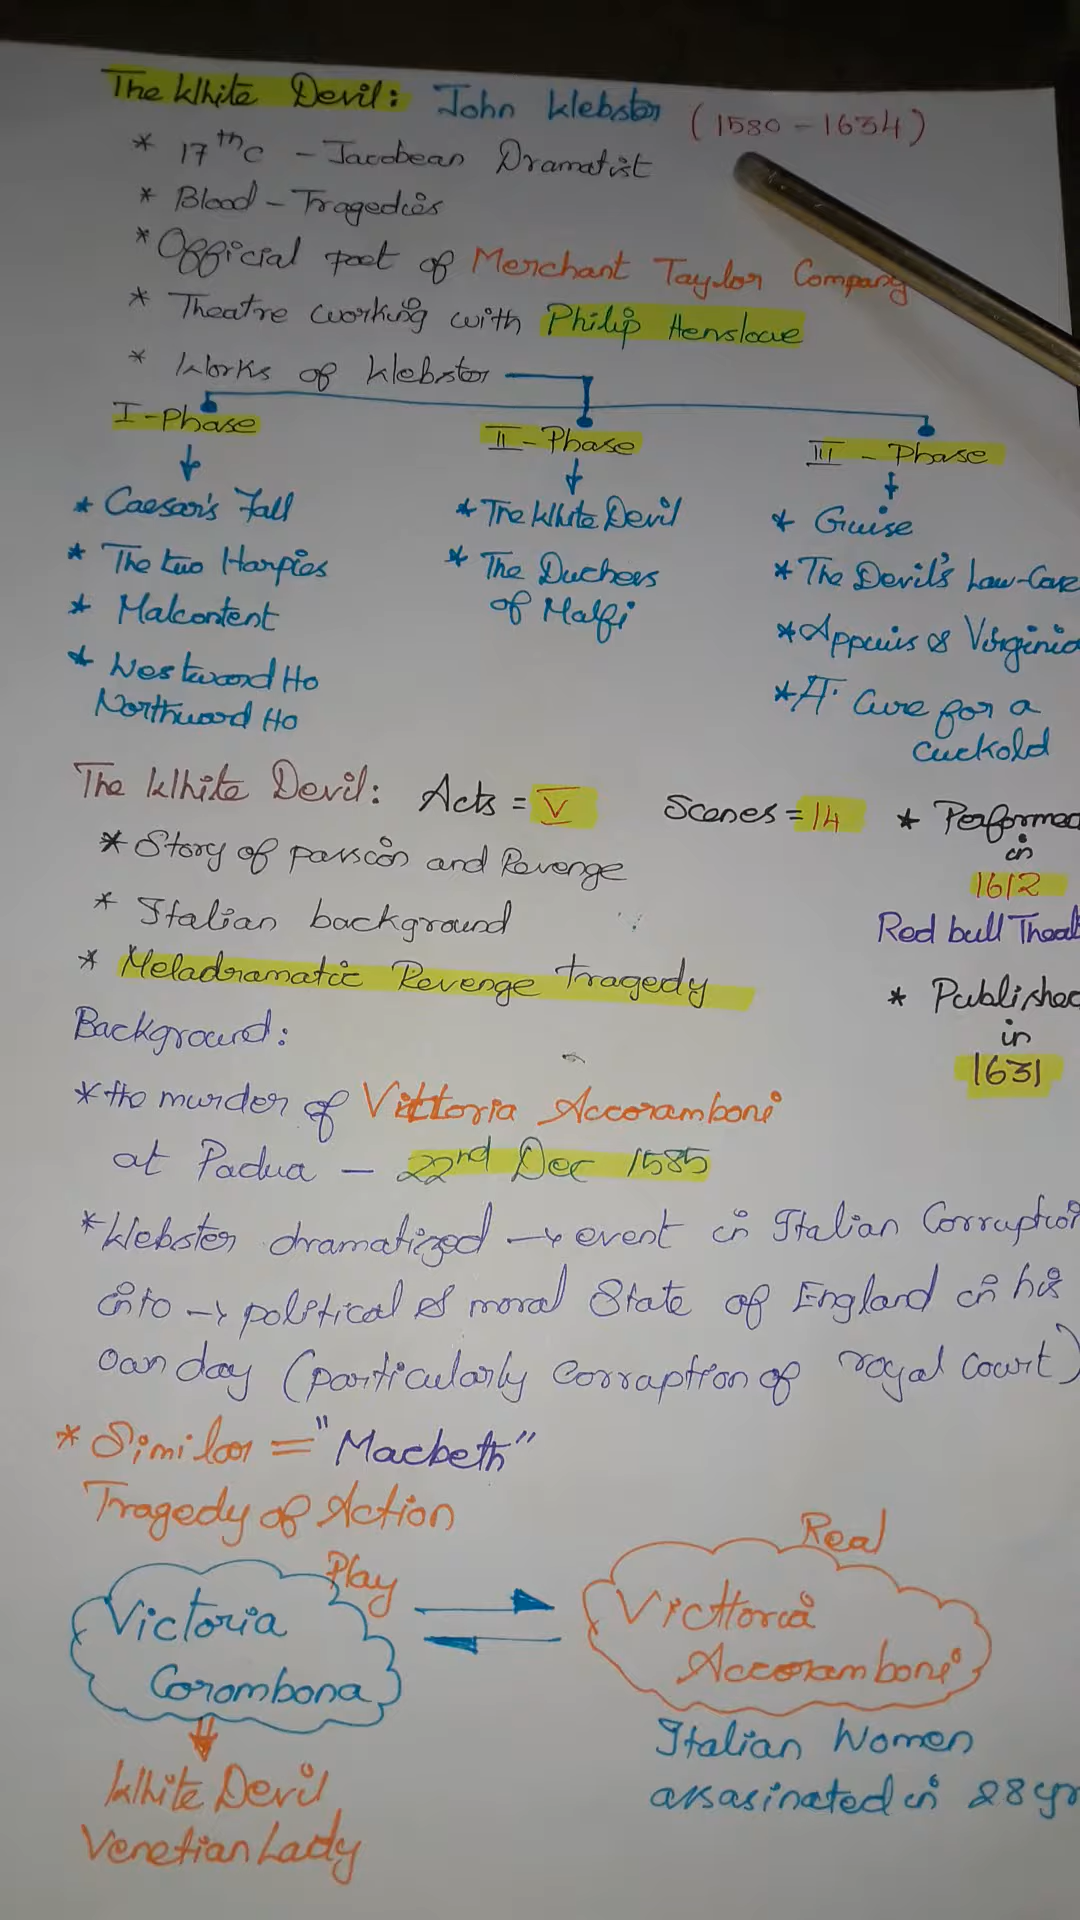 The White Devil: John Webster (1580-1634)
* 17th C - Jacobean Dramatist
* Blood-Tragedies
* Official poet of Merchant Taylor Company
* Theatre working with Philip Henslowe
* Works of Webster
I-Phase
II-Phase
III-Phase
* Caesar's Fall
* The two Harpies
* Malcontent
* Westward Ho
Northward Ho
* The White Devil
* The Duchess
of Malfi
* Guise
* The Devil's Law-Case
* Appuis & Virginia
* A Cure for a
cuckold
The White Devil: Acts = V Scenes = 14
* Performed
in
1612
Red bull Theat
* Story of passion and Revenge
* Italian background
* Meladramatic Revenge tragedy
* Published
in
1631
Background:
* the murder of Vittoria Accoramboni
at Padua - 22nd Dec 1585
* Webster dramatized → event in Italian Corruption
into → political & moral State of England in his
own day (particularly corruption of royal court)
* Similar = "Macbeth"
Tragedy of Action
Play
Victoria
Corombona
White Devil
Venetian Lady
Real
Victtoria
Accoramboni
Italian Women
assasinated in 28 yr